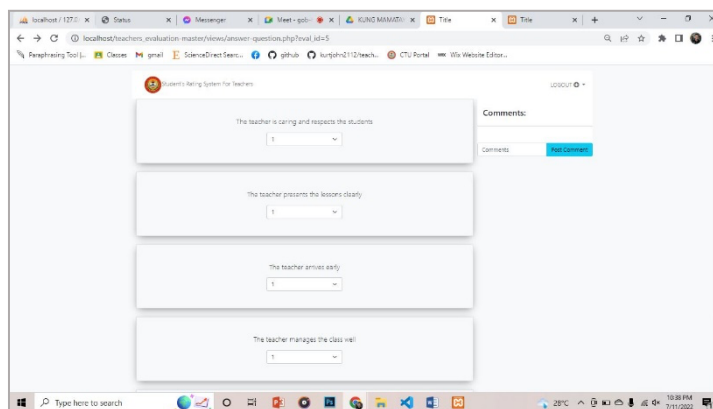 localhost / 127.0
Status
Messenger
Meet - gob
KUNG MAMATA
Title
Title
localhost/teachers_evaluation-master/views/answer-question.php?eval_id=5
Paraphrasing Tool |...
Classes
gmail
ScienceDirect Searc...
github
kurtjohn2112/teach...
CTU Portal
Wix Website Editor...
Student's Rating System For Teachers
LOGOUT
The teacher is caring and respects the students
1
Comments:
Comments
Post Comment
The teacher presents the lessons clearly
1
The teacher arrives early
1
The teacher manages the class well
1
Type here to search
28°C
10:38 PM
7/11/2022